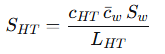 S_{HT} = \frac{c_{HT} \, \bar{c}_w \, S_w}{L_{HT}}